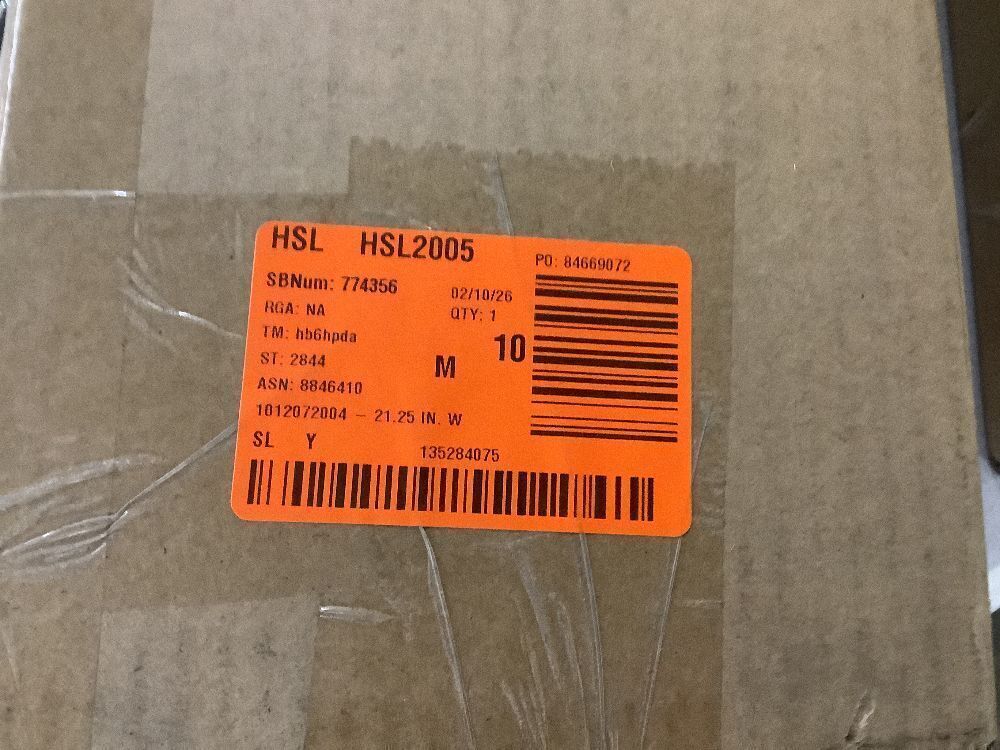 HSL HSL2005
PO: 84669072
SBNum: 774356
02/10/26
RGA: NA
QTY: 1
TM: hb6hpda
10
ST: 2844
M
ASN: 8846410
1012072004 - 21.25 IN. W
SL Y
135284075